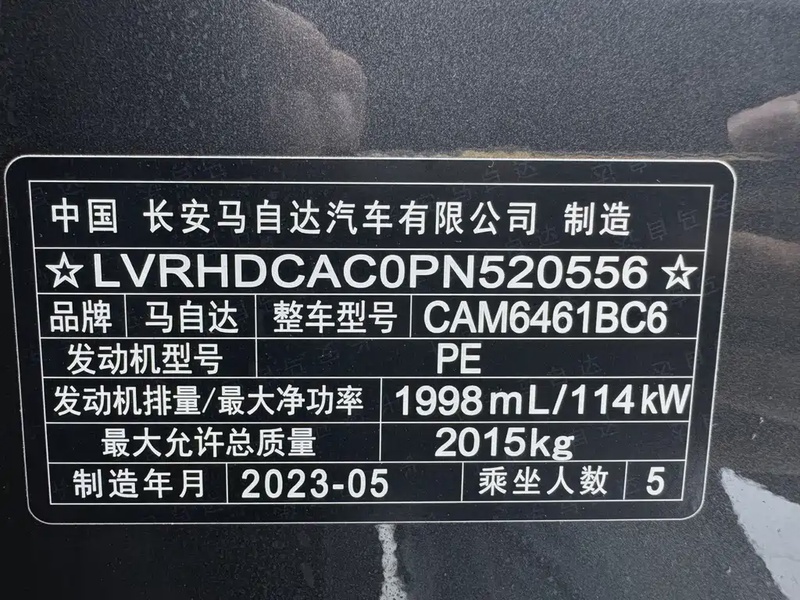 中国 长安马自达汽车有限公司 制造
☆LVRHDCAC0PN520556☆
品牌 马自达 整车型号 CAM6461BC6
发动机型号 PE
发动机排量/最大净功率 1998mL/114kW
最大允许总质量 2015kg
制造年月 2023-05 乘坐人数 5